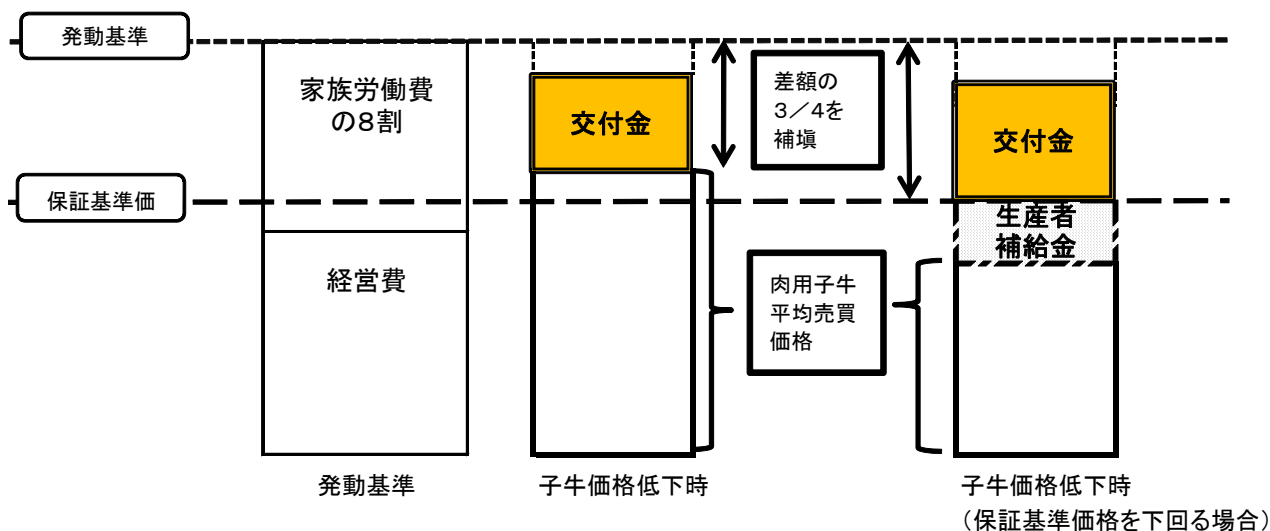 発動基準
家族労働費
の8割
交付金
差額の
3/4を
補塡
交付金
保証基準価
生産者
補給金
経営費
肉用子牛
平均売買
価格
発動基準
子牛価格低下時
子牛価格低下時
(保証基準価格を下回る場合)